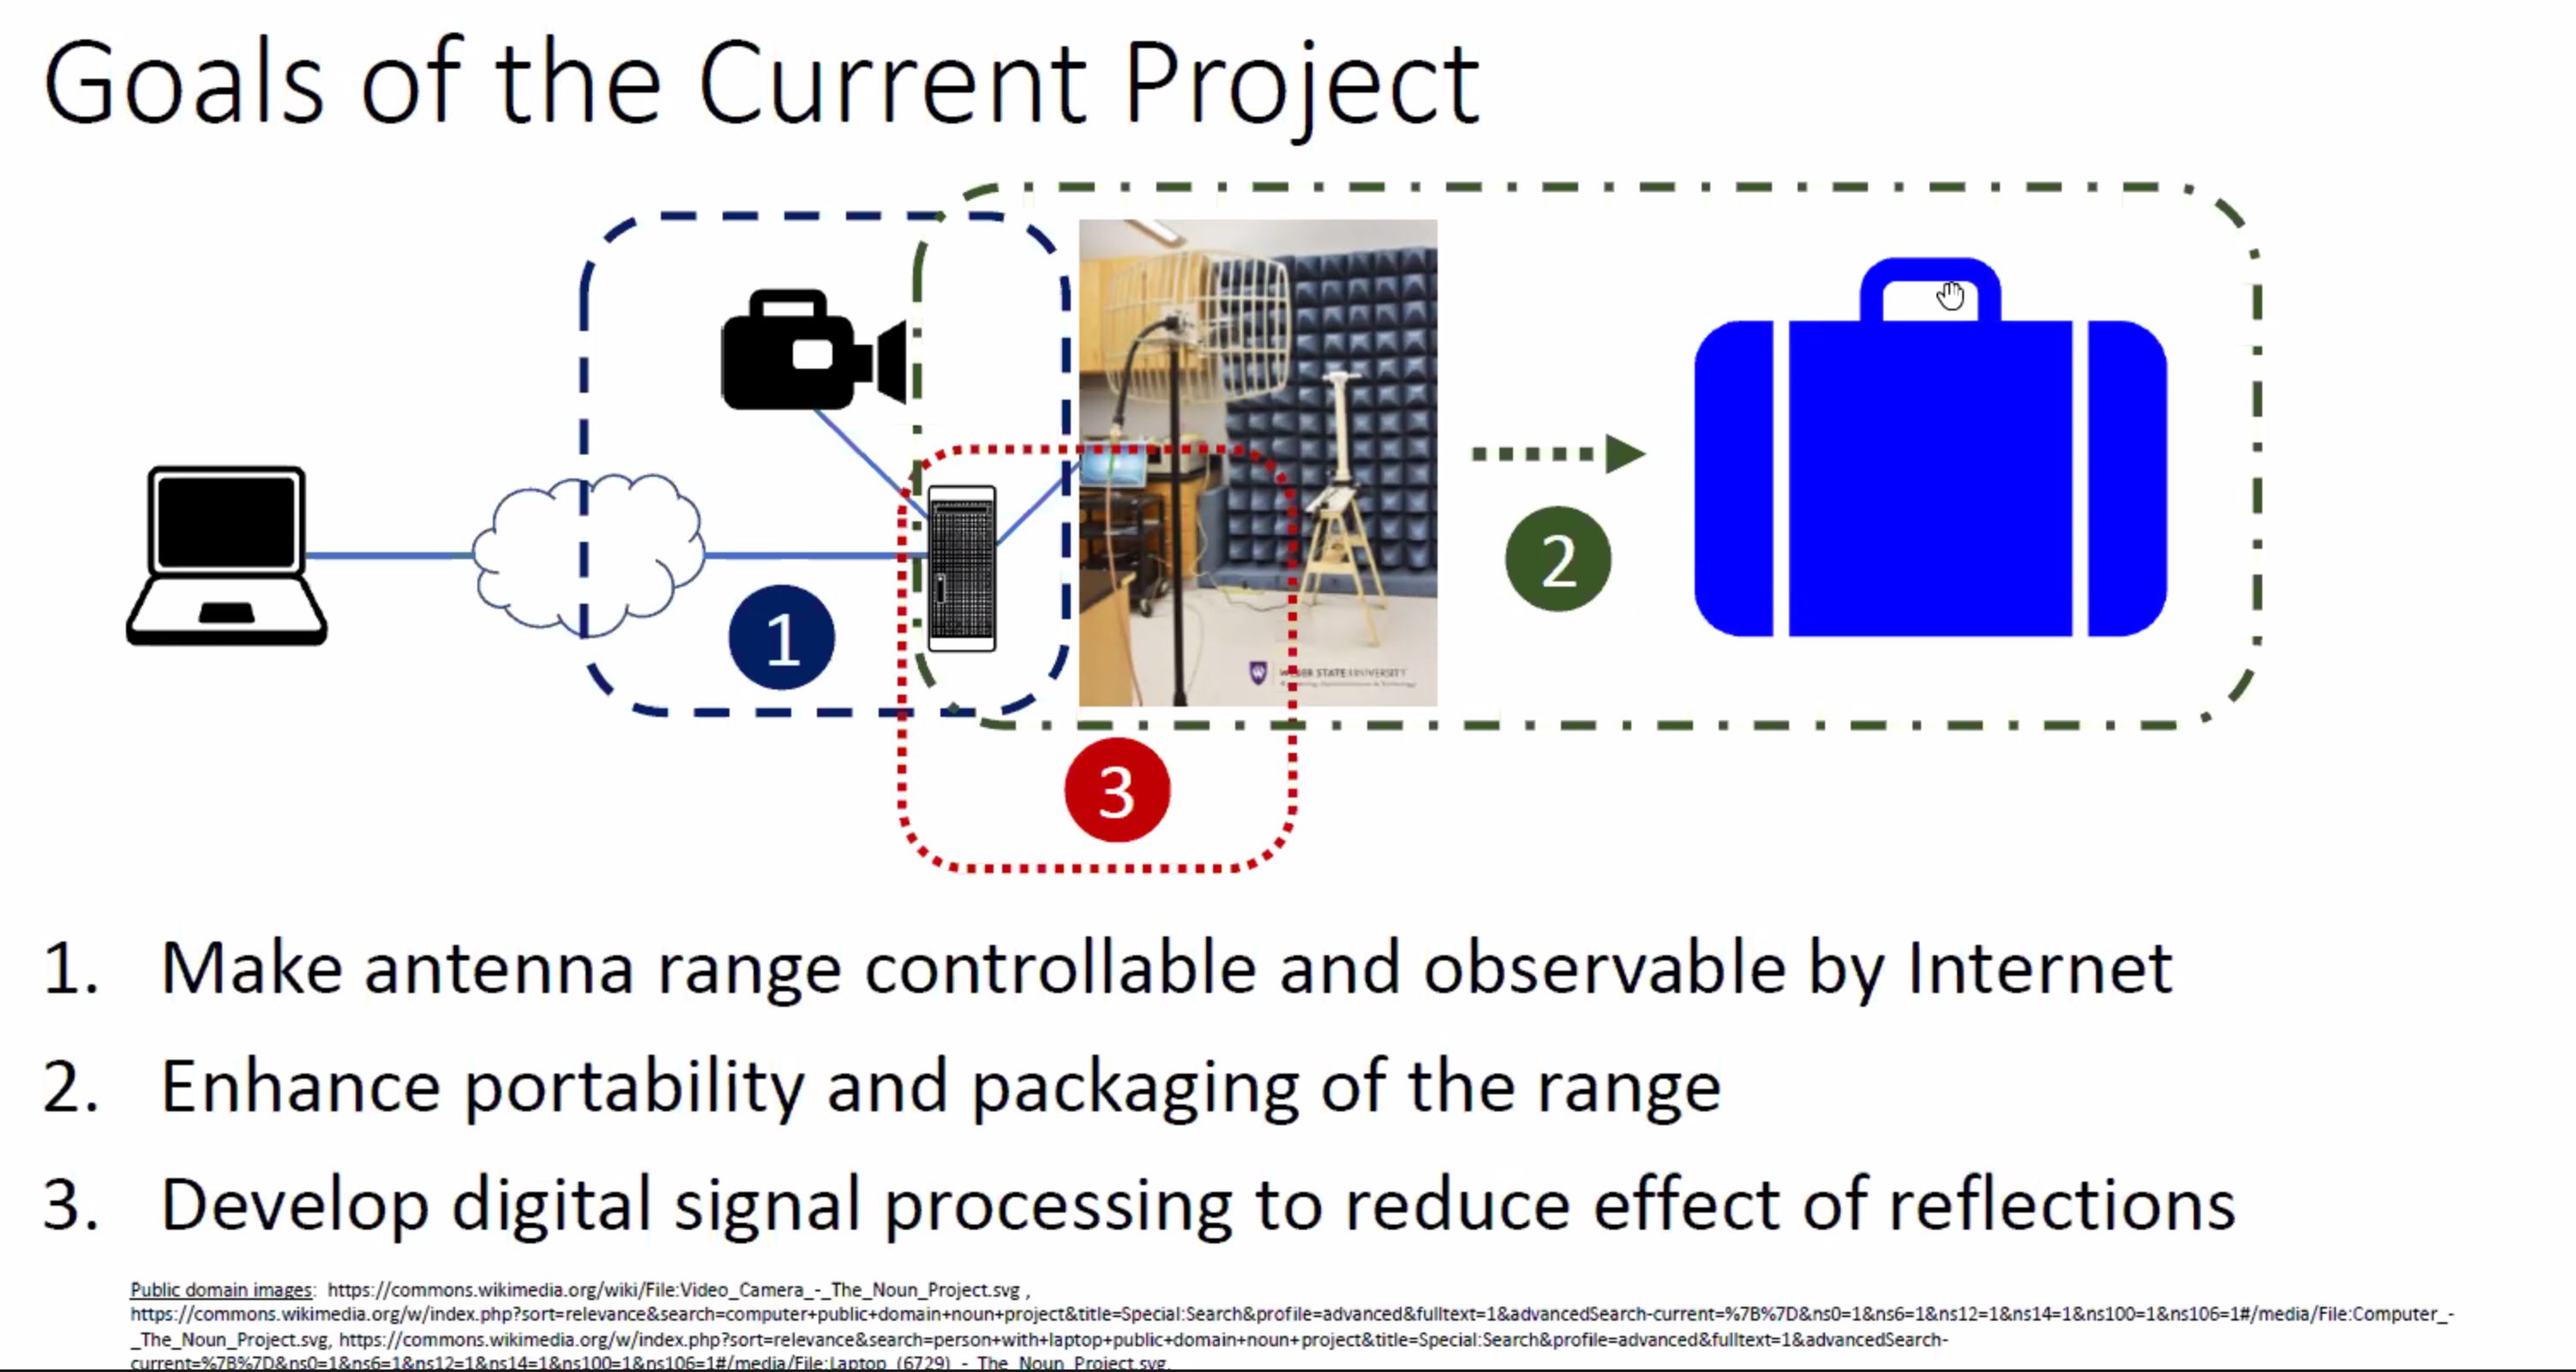 Goals of the Current Project
1
2
3
WEBER STATE UNIVERSITY
1. Make antenna range controllable and observable by Internet
2. Enhance portability and packaging of the range
3. Develop digital signal processing to reduce effect of reflections
Public domain images: https://commons.wikimedia.org/wiki/File:Video_Camera_-_The_Noun_Project.svg ,
https://commons.wikimedia.org/w/index.php?sort=relevance&search=computer+public+domain+noun+project&title=Special:Search&profile=advanced&fulltext=1&advancedSearch-current=%7B%7D&ns0=1&ns6=1&ns12=1&ns14=1&ns100=1&ns106=1#/media/File:Computer_-
_The_Noun_Project.svg, https://commons.wikimedia.org/w/index.php?sort=relevance&search=person+with+laptop+public+domain+noun+project&title=Special:Search&profile=advanced&fulltext=1&advancedSearch-
current=%7B%7D&ns0=1&ns6=1&ns12=1&ns14=1&ns100=1&ns106=1#/media/File:Laptop_(6729)_-_The_Noun_Project.svg,